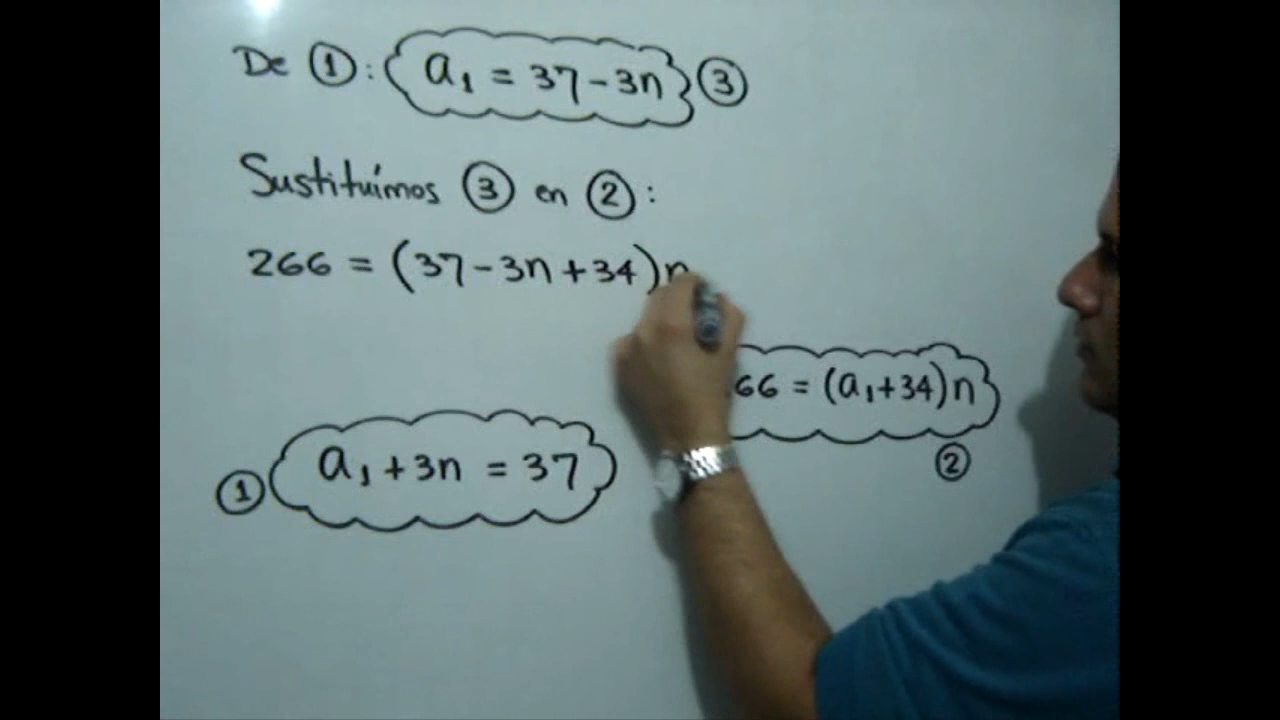 De ①: a₁ = 37 - 3n ③
Sustituímos ③ en ②:
266 = (37 - 3n + 34)n
66 = (a₁ + 34)n
②
① a₁ + 3n = 37